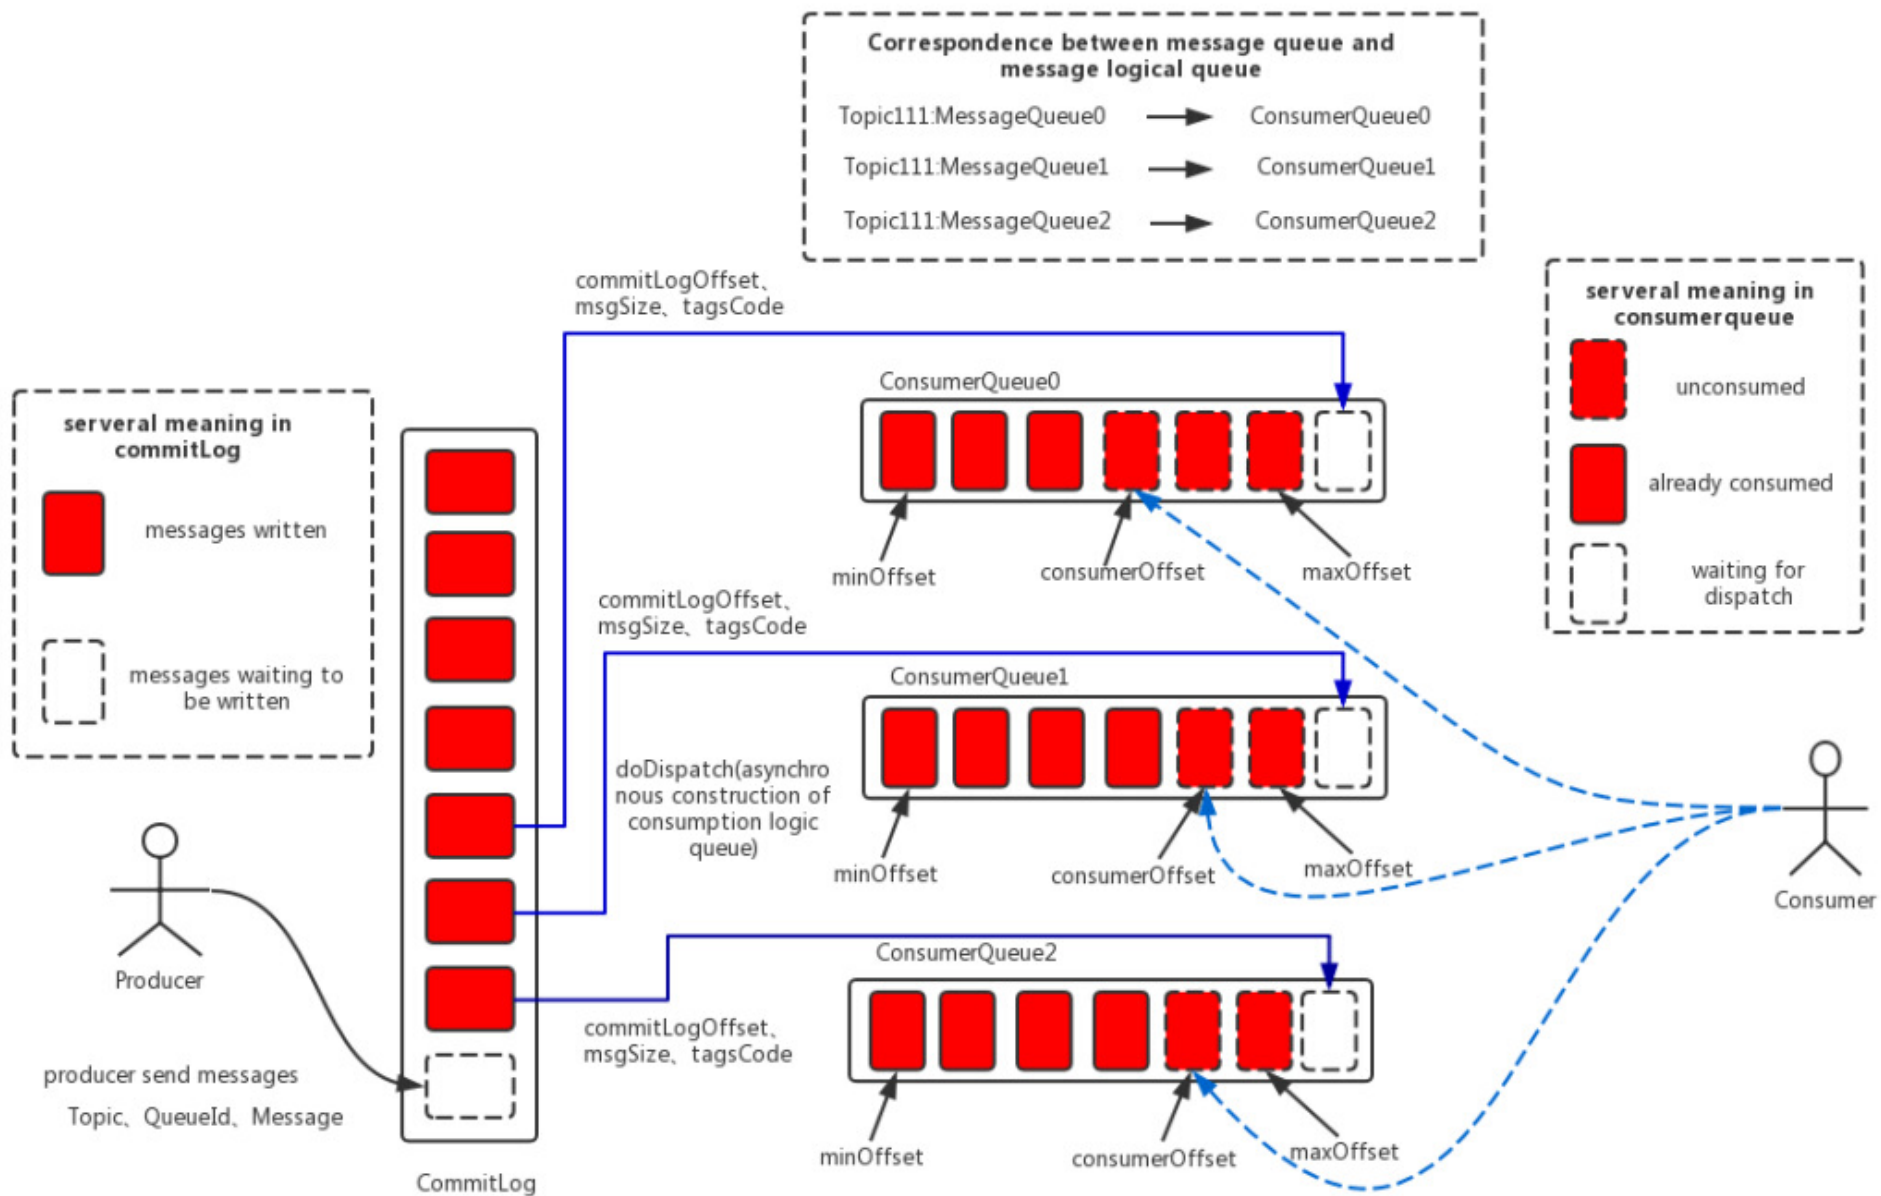 Correspondence between message queue and
message logical queue
Topic111:MessageQueue0 ConsumerQueue0
Topic111:MessageQueue1 ConsumerQueue1
Topic111:MessageQueue2 ConsumerQueue2
commitLogOffset、
msgSize、tagsCode
serveral meaning in
consumerqueue
unconsumed
already consumed
waiting for
dispatch
serveral meaning in
commitLog
messages written
messages waiting to
be written
ConsumerQueue0
minOffset
consumerOffset
maxOffset
commitLogOffset、
msgSize、tagsCode
ConsumerQueue1
doDispatch(asynchro
nous construction of
consumption logic
queue)
minOffset
consumerOffset
maxOffset
Consumer
Producer
ConsumerQueue2
commitLogOffset、
msgSize、tagsCode
producer send messages
Topic、QueueId、Message
minOffset
consumerOffset
maxOffset
CommitLog